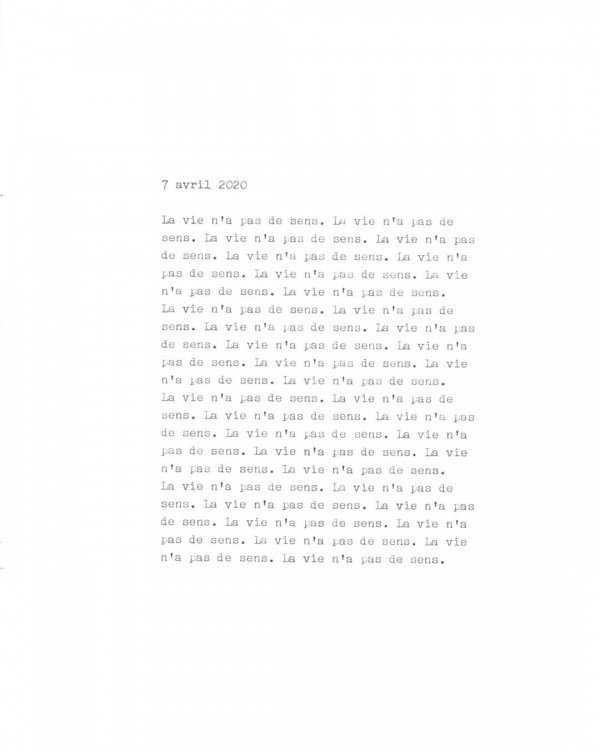 7 avril 2020
La vie n'a pas de sens. La vie n'a pas de
sens. La vie n'a pas de sens. La vie n'a pas
de sens. La vie n'a pas de sens. La vie n'a
pas de sens. La vie n'a pas de sens. La vie
n'a pas de sens. La vie n'a pas de sens.
La vie n'a pas de sens. La vie n'a pas de
sens. La vie n'a pas de sens. La vie n'a pas
de sens. La vie n'a pas de sens. La vie n'a
pas de sens. La vie n'a pas de sens. La vie
n'a pas de sens. La vie n'a pas de sens.
La vie n'a pas de sens. La vie n'a pas de
sens. La vie n'a pas de sens. La vie n'a pas
de sens. La vie n'a pas de sens. La vie n'a
pas de sens. La vie n'a pas de sens. La vie
n'a pas de sens. La vie n'a pas de sens.
La vie n'a pas de sens. La vie n'a pas de
sens. La vie n'a pas de sens. La vie n'a pas
de sens. La vie n'a pas de sens. La vie n'a
pas de sens. La vie n'a pas de sens. La vie
n'a pas de sens. La vie n'a pas de sens.